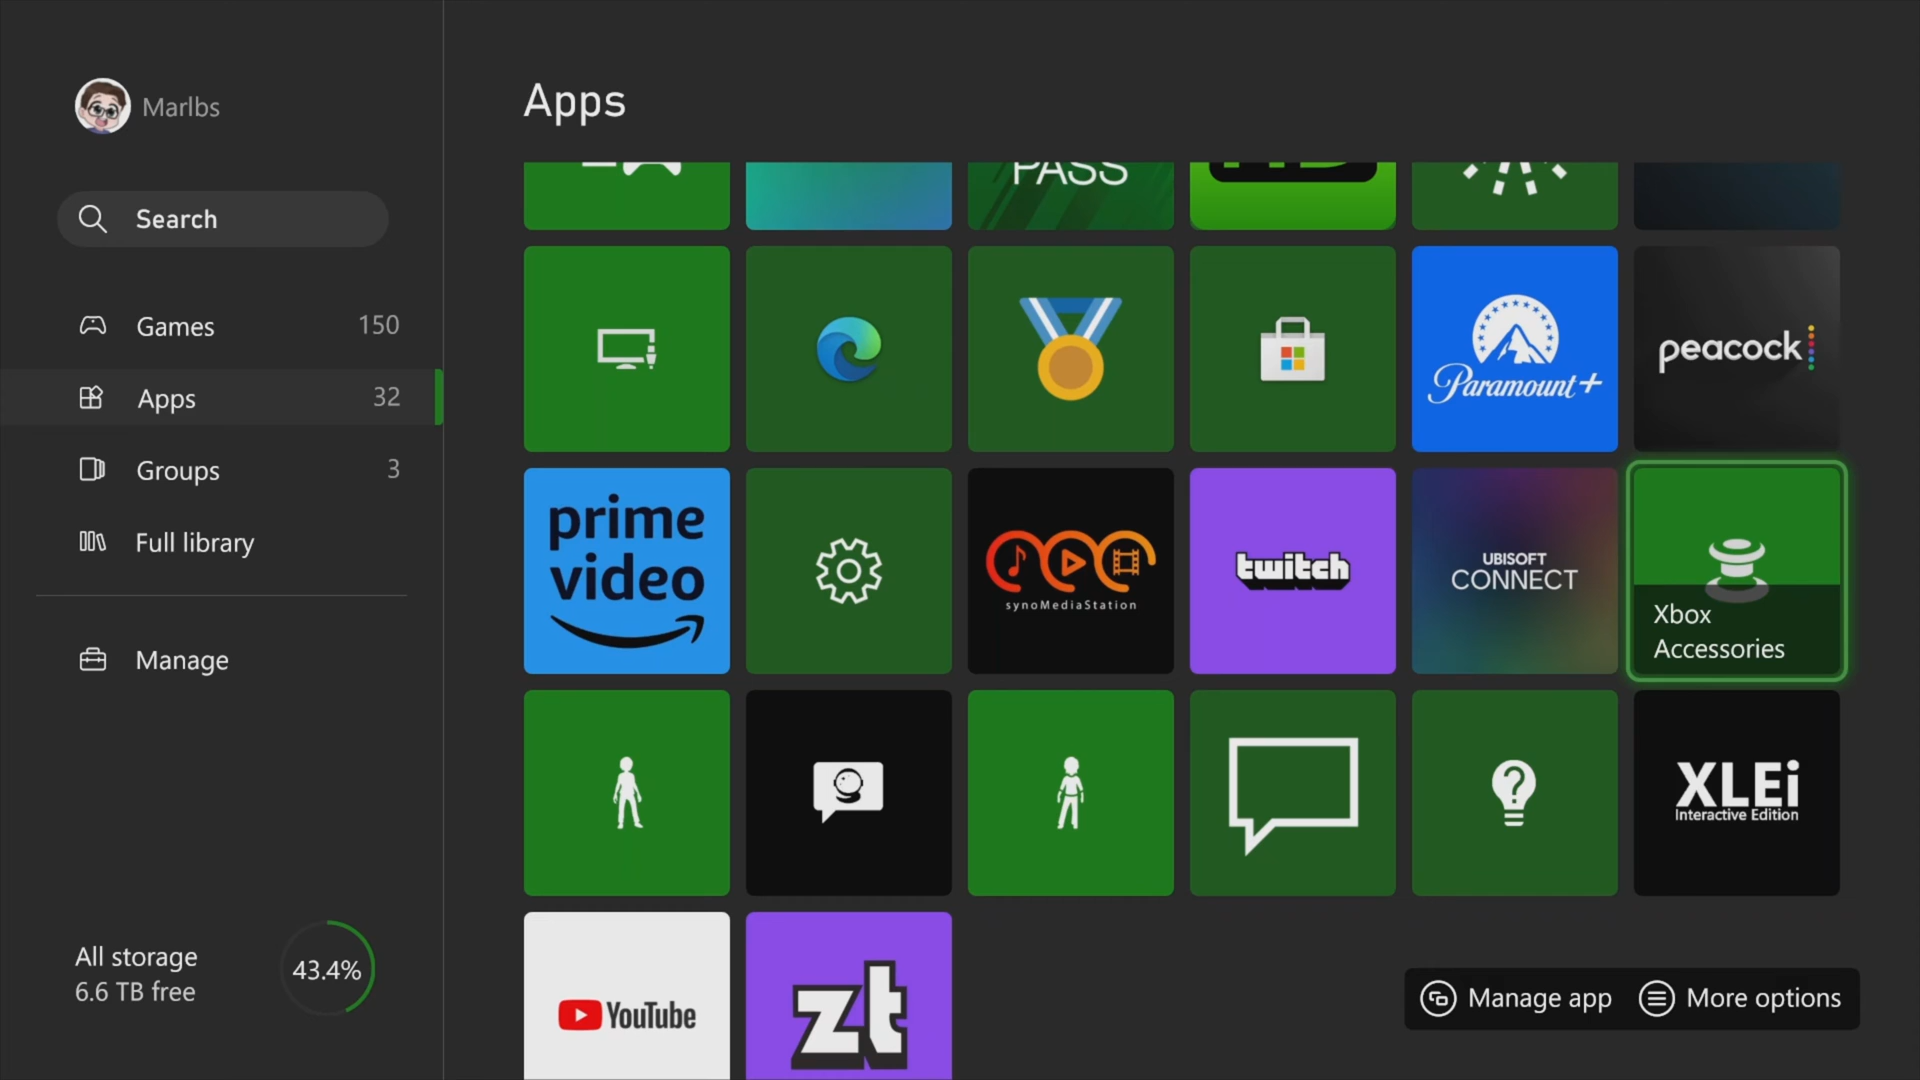 Marlbs
Search
Games 150
Apps 32
Groups 3
Full library
Manage
All storage
6.6 TB free
43.4%
Apps
PASS
Paramount+
peacock
prime
video
synoMediaStation
twitch
UBISOFT
CONNECT
Xbox
Accessories
XLEi
Interactive Edition
YouTube
zt
Manage app
More options